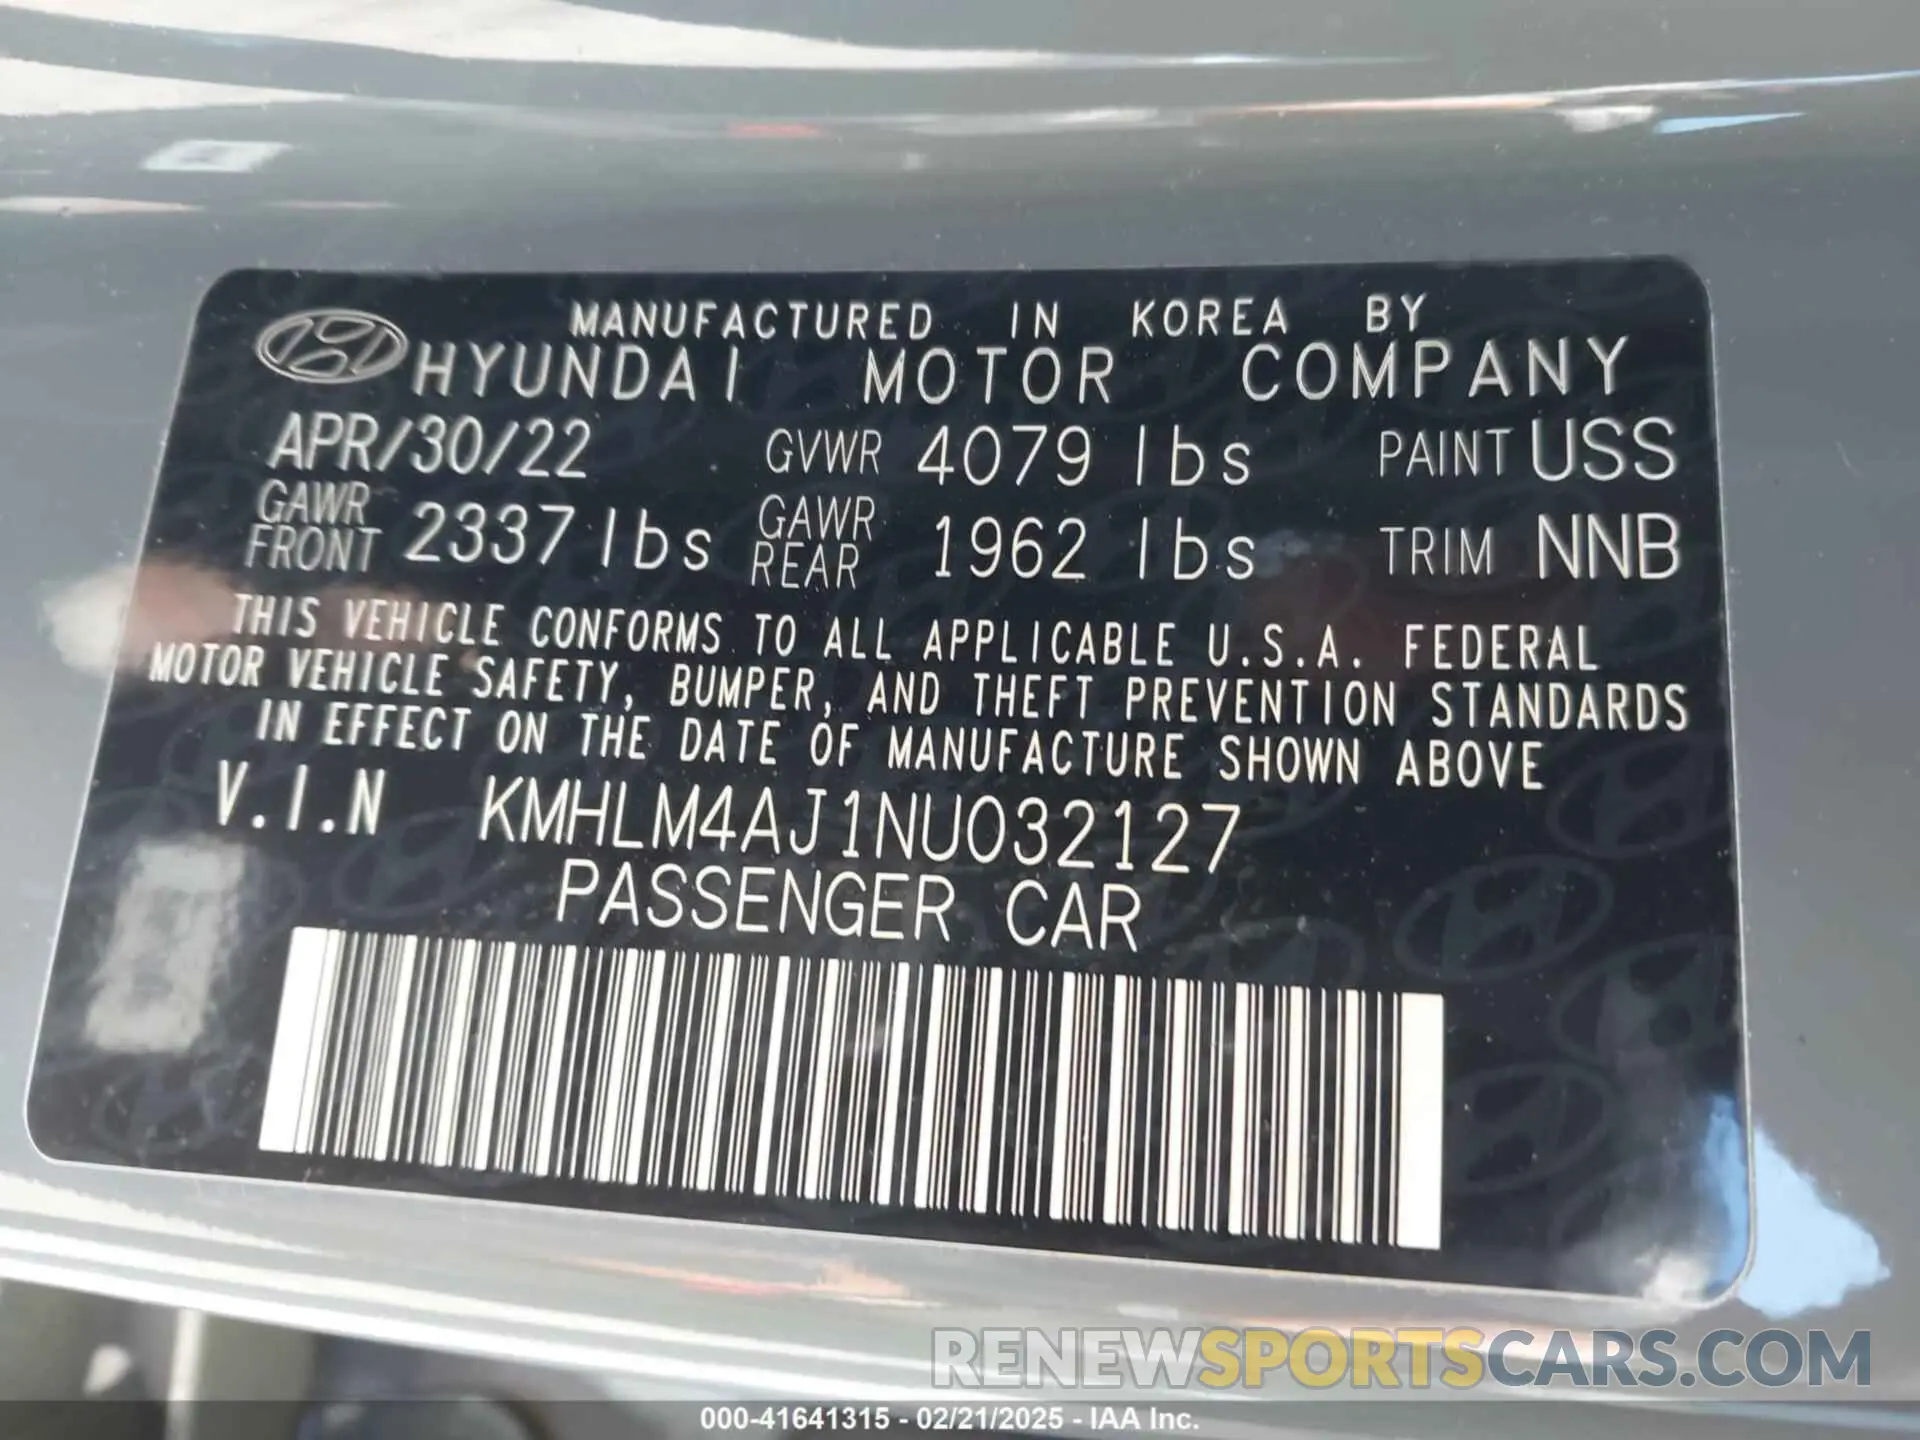 MANUFACTURED IN KOREA BY
HYUNDAI MOTOR COMPANY
APR/30/22 GVWR 4079 lbs PAINT USS
GAWR FRONT 2337 lbs GAWR REAR 1962 lbs TRIM NNB
THIS VEHICLE CONFORMS TO ALL APPLICABLE U.S.A. FEDERAL
MOTOR VEHICLE SAFETY, BUMPER, AND THEFT PREVENTION STANDARDS
IN EFFECT ON THE DATE OF MANUFACTURE SHOWN ABOVE
V.I.N KMHLM4AJ1NU032127
PASSENGER CAR
RENEWSPORTSCARS.COM
000-41641315 - 02/21/2025 - IAA Inc.